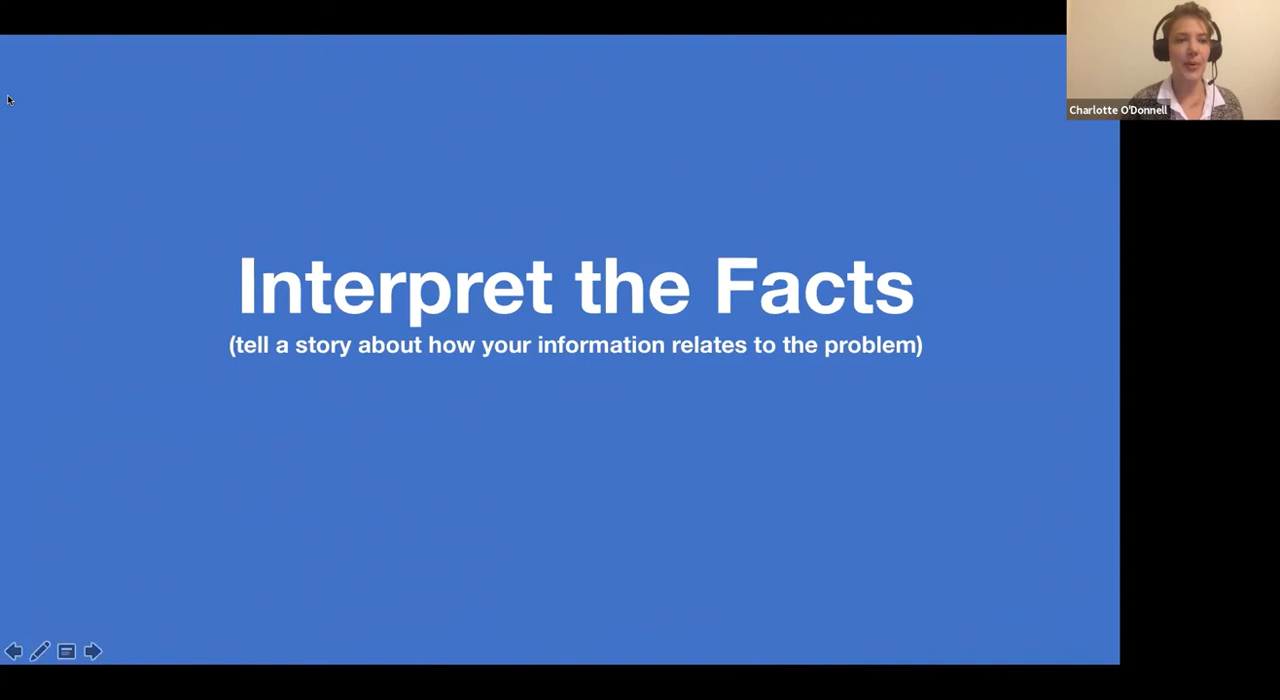 Charlotte O'Donnell
Interpret the Facts
(tell a story about how your information relates to the problem)